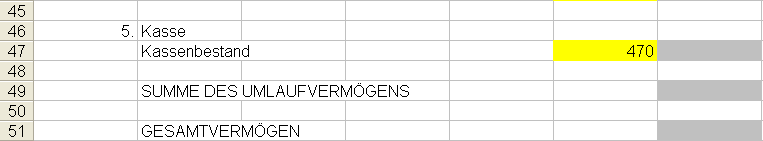 45
46 5. Kasse
47 Kassenbestand 470
48
49 SUMME DES UMLAUFVERMÖGENS
50
51 GESAMTVERMÖGEN